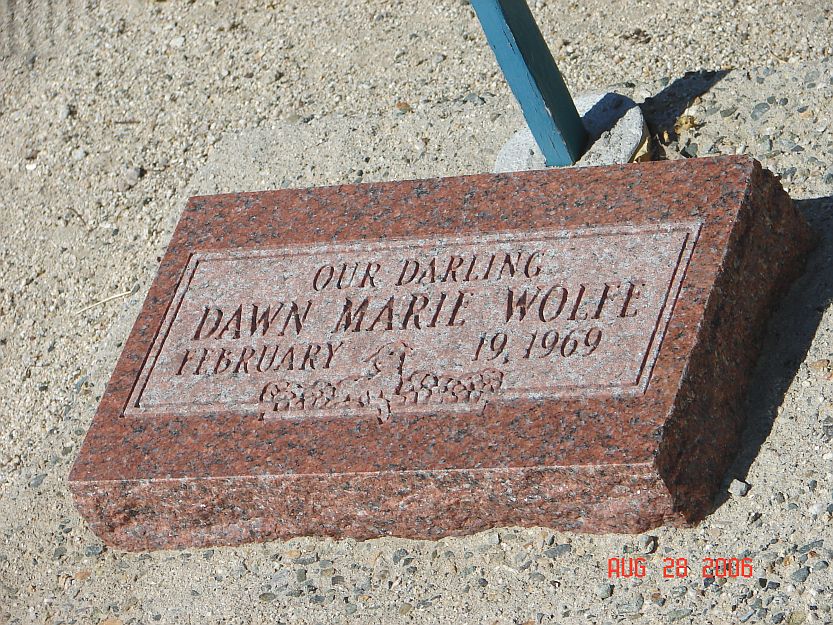 OUR DARLING
DAWN MARIE WOLFE
FEBRUARY 19, 1969
AUG 28 2006